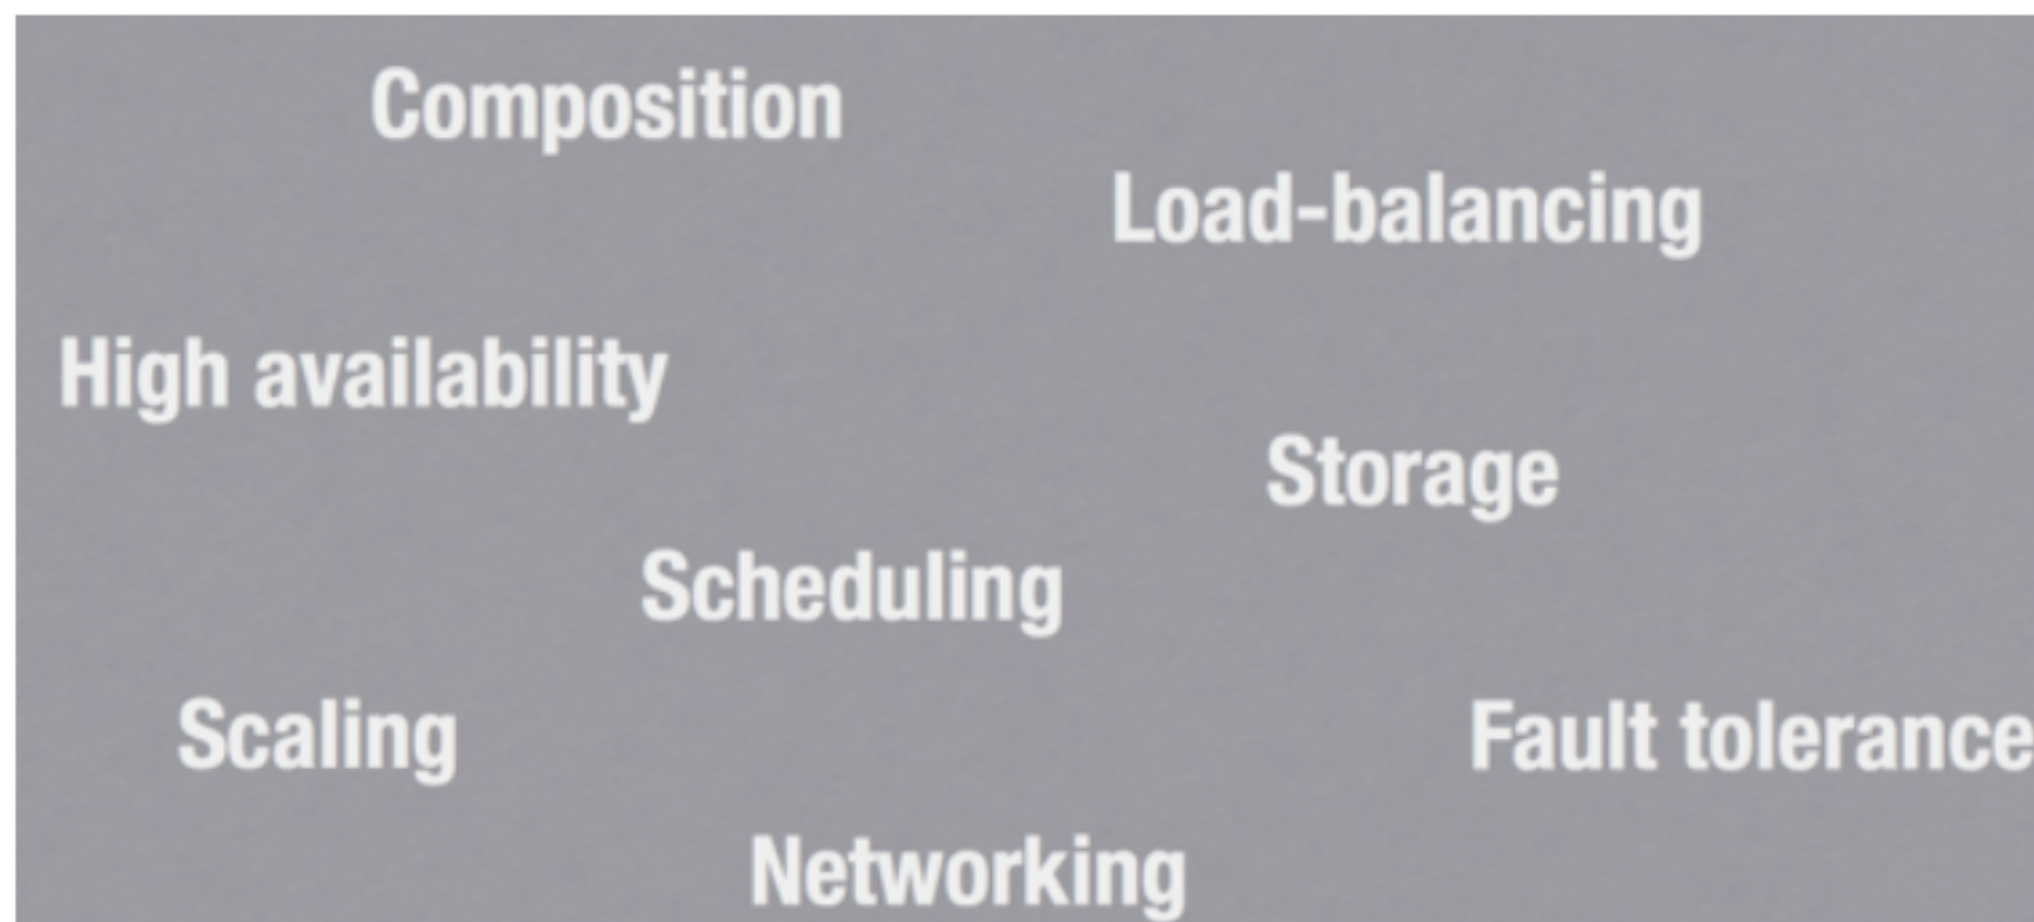 Composition
Load-balancing
High availability
Storage
Scheduling
Scaling
Fault tolerance
Networking